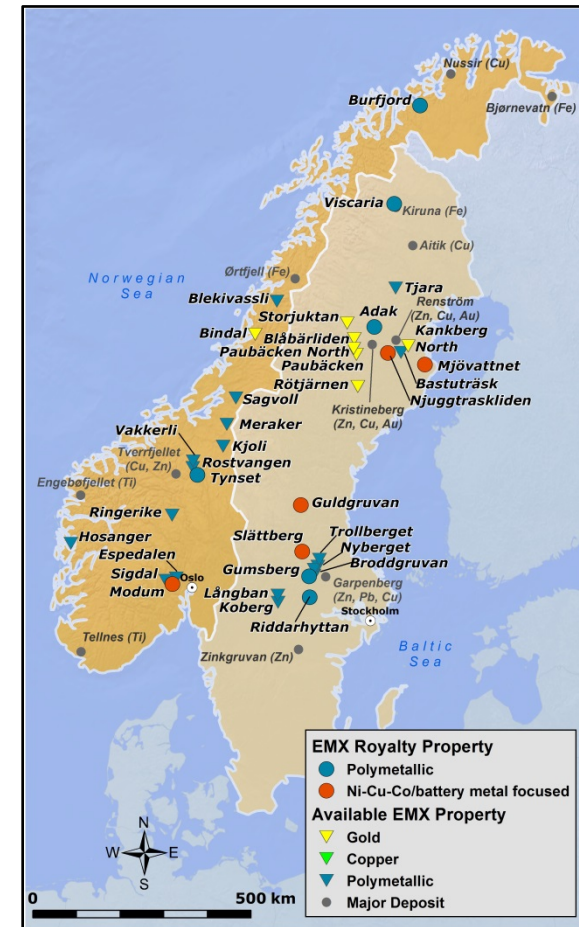 Nussir (Cu)
Burfjord
Bjørnevatn (Fe)
Viscaria
Kiruna (Fe)
Aitik (Cu)
Norwegian
Sea
Ørtfjell (Fe)
Tjara
Blekivassli
Renström
(Zn, Cu, Au)
Storjuktan
Adak
Bindal
Blåbärliden
Kankberg
North
Paubäcken North
Paubäcken
Mjövattnet
Bastuträsk
Rötjärnen
Njuggtraskliden
Sagvoll
Kristineberg
(Zn, Cu, Au)
Meraker
Vakkerli
Kjoli
Tverrfjellet
(Cu, Zn)
Rostvangen
Tynset
Engebøfjellet (Ti)
Guldgruvan
Ringerike
Hosanger
Slättberg
Trollberget
Nyberget
Broddgruvan
Espedalen
Sigdal
Oslo
Modum
Gumsberg
Garpenberg
(Zn, Pb, Cu)
Långban
Koberg
Stockholm
Riddarhyttan
Tellnes (Ti)
Zinkgruvan (Zn)
Baltic
Sea
EMX Royalty Property
Polymetallic
Ni-Cu-Co/battery metal focused
Available EMX Property
Gold
Copper
Polymetallic
Major Deposit
N
W E
S
0 500 km